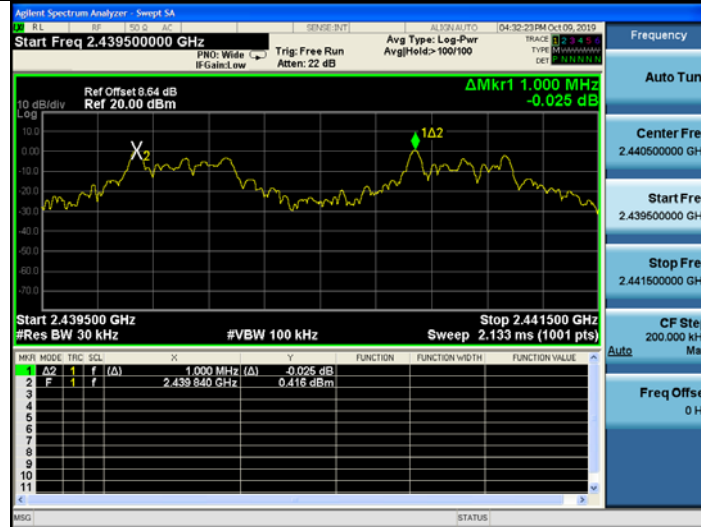 Agilent Spectrum Analyzer - Swept SA
RL RF 50 Ω AC SENSE:INT ALIGN AUTO 04:32:23 PM Oct 09, 2019
Start Freq 2.439500000 GHz
PNO: Wide
IFGain:Low
Trig: Free Run
Atten: 22 dB
Avg Type: Log-Pwr
Avg|Hold:> 100/100
TRACE 1 2 3 4 5 6
TYPE M
DET P N N N N N
10 dB/div
Log
Ref Offset 8.64 dB
Ref 20.00 dBm
ΔMkr1 1.000 MHz
-0.025 dB
10.0
0.00
-10.0
-20.0
-30.0
-40.0
-50.0
-60.0
-70.0
X2
1Δ2
Start 2.439500 GHz
Stop 2.441500 GHz
#Res BW 30 kHz
#VBW 100 kHz
Sweep 2.133 ms (1001 pts)
MKR MODE TRC SCL X Y FUNCTION FUNCTION WIDTH FUNCTION VALUE
1 Δ2 1 f (Δ) 1.000 MHz (Δ) -0.025 dB
2 F 1 f 2.439 840 GHz 0.416 dBm
3
4
5
6
7
8
9
10
11
MSG
STATUS
Frequency
Auto Tun
Center Fre
2.440500000 GH
Start Fre
2.439500000 GH
Stop Fre
2.441500000 GH
CF Ste
200.000 kH
Auto Ma
Freq Offse
0 H